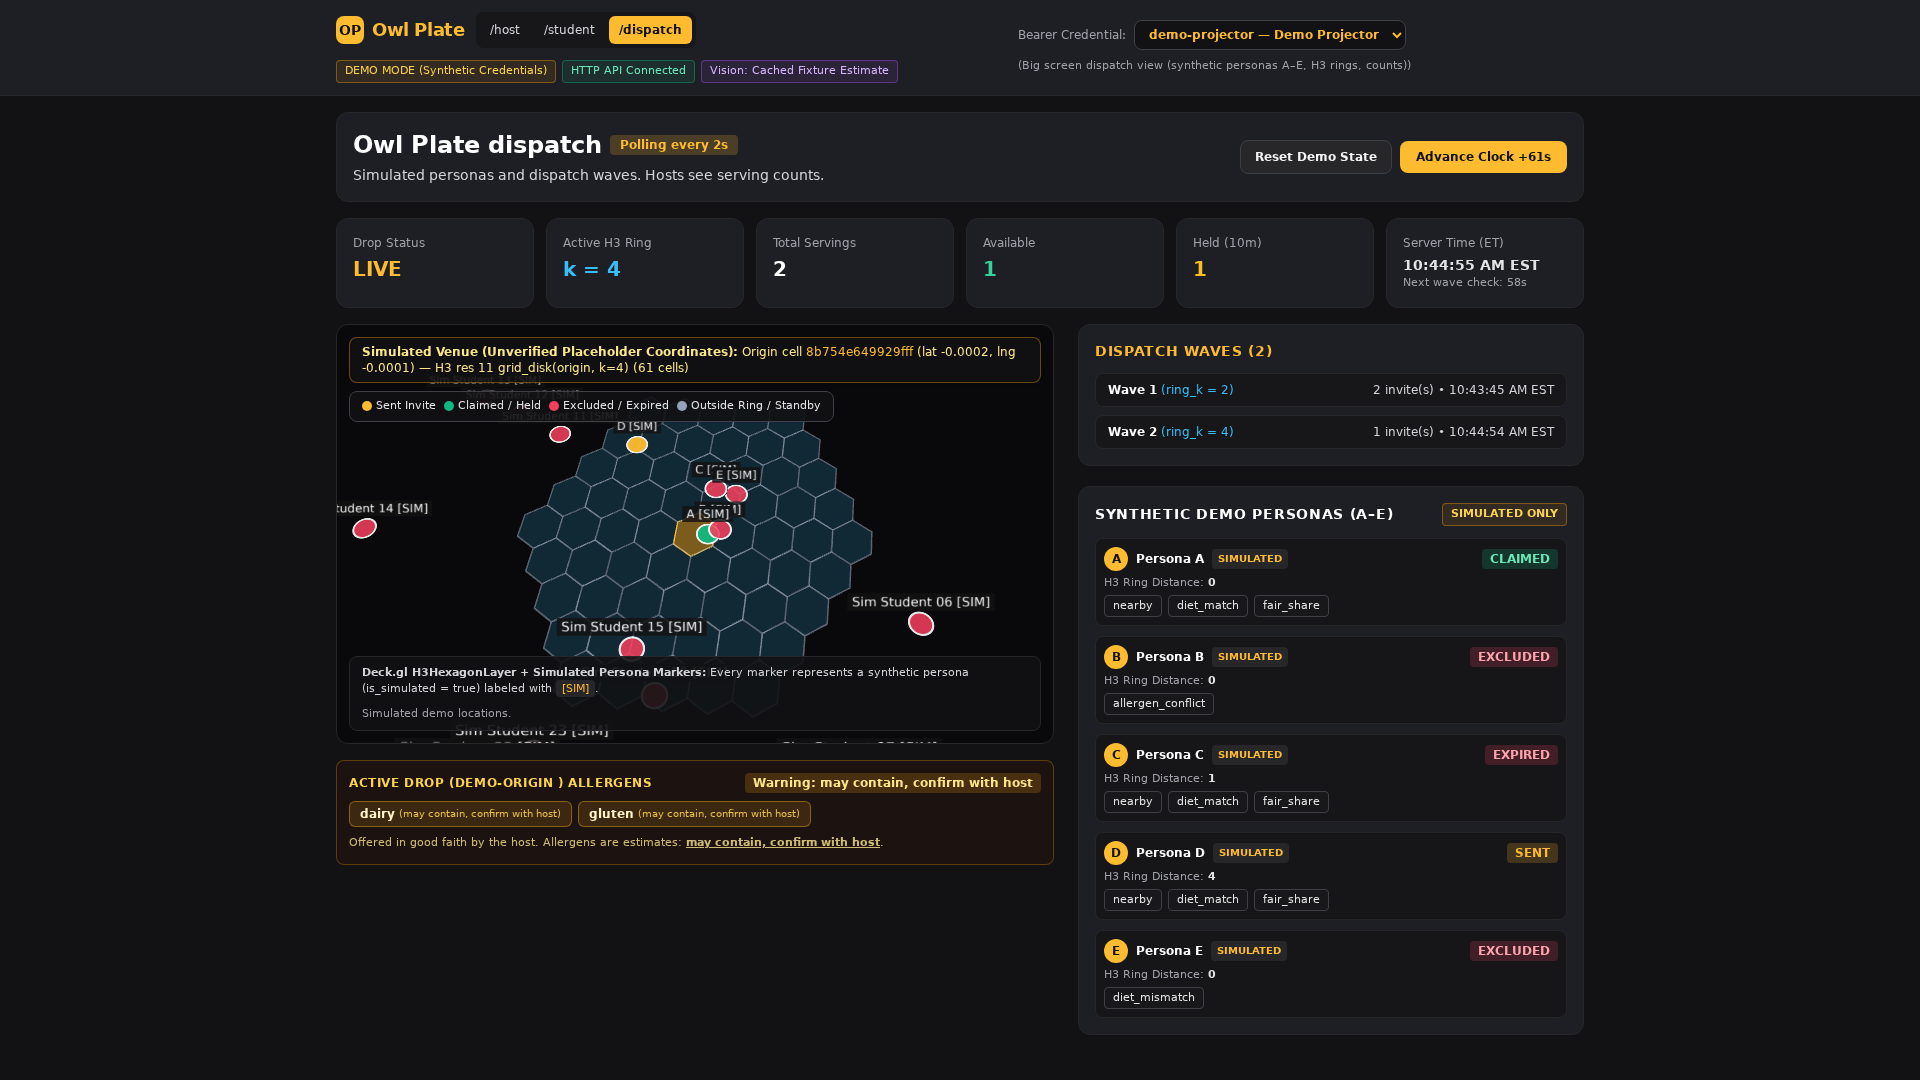 OP Owl Plate /host /student /dispatch
DEMO MODE (Synthetic Credentials) HTTP API Connected Vision: Cached Fixture Estimate
Bearer Credential: demo-projector — Demo Projector
(Big screen dispatch view (synthetic personas A–E, H3 rings, counts))
Owl Plate dispatch Polling every 2s
Simulated personas and dispatch waves. Hosts see serving counts.
Reset Demo State Advance Clock +61s
Drop Status
LIVE
Active H3 Ring
k = 4
Total Servings
2
Available
1
Held (10m)
1
Server Time (ET)
10:44:55 AM EST
Next wave check: 58s
Simulated Venue (Unverified Placeholder Coordinates): Origin cell 8b754e649929fff (lat -0.0002, lng
-0.0001) — H3 res 11 grid_disk(origin, k=4) (61 cells)
Sim Student 12 [SIM]
Sent Invite Claimed / Held Excluded / Expired Outside Ring / Standby
Sim Student 11 [SIM]
D [SIM]
E [SIM]
A [SIM]
tudent 14 [SIM]
Sim Student 06 [SIM]
Sim Student 15 [SIM]
Deck.gl H3HexagonLayer + Simulated Persona Markers: Every marker represents a synthetic persona
(is_simulated = true) labeled with [SIM].
Simulated demo locations.
Sim Student 23 [SIM]
ACTIVE DROP (DEMO-ORIGIN ) ALLERGENS Warning: may contain, confirm with host
dairy (may contain, confirm with host) gluten (may contain, confirm with host)
Offered in good faith by the host. Allergens are estimates: may contain, confirm with host.
DISPATCH WAVES (2)
Wave 1 (ring_k = 2) 2 invite(s) • 10:43:45 AM EST
Wave 2 (ring_k = 4) 1 invite(s) • 10:44:54 AM EST
SYNTHETIC DEMO PERSONAS (A–E) SIMULATED ONLY
A Persona A SIMULATED CLAIMED
H3 Ring Distance: 0
nearby diet_match fair_share
B Persona B SIMULATED EXCLUDED
H3 Ring Distance: 0
allergen_conflict
C Persona C SIMULATED EXPIRED
H3 Ring Distance: 1
nearby diet_match fair_share
D Persona D SIMULATED SENT
H3 Ring Distance: 4
nearby diet_match fair_share
E Persona E SIMULATED EXCLUDED
H3 Ring Distance: 0
diet_mismatch